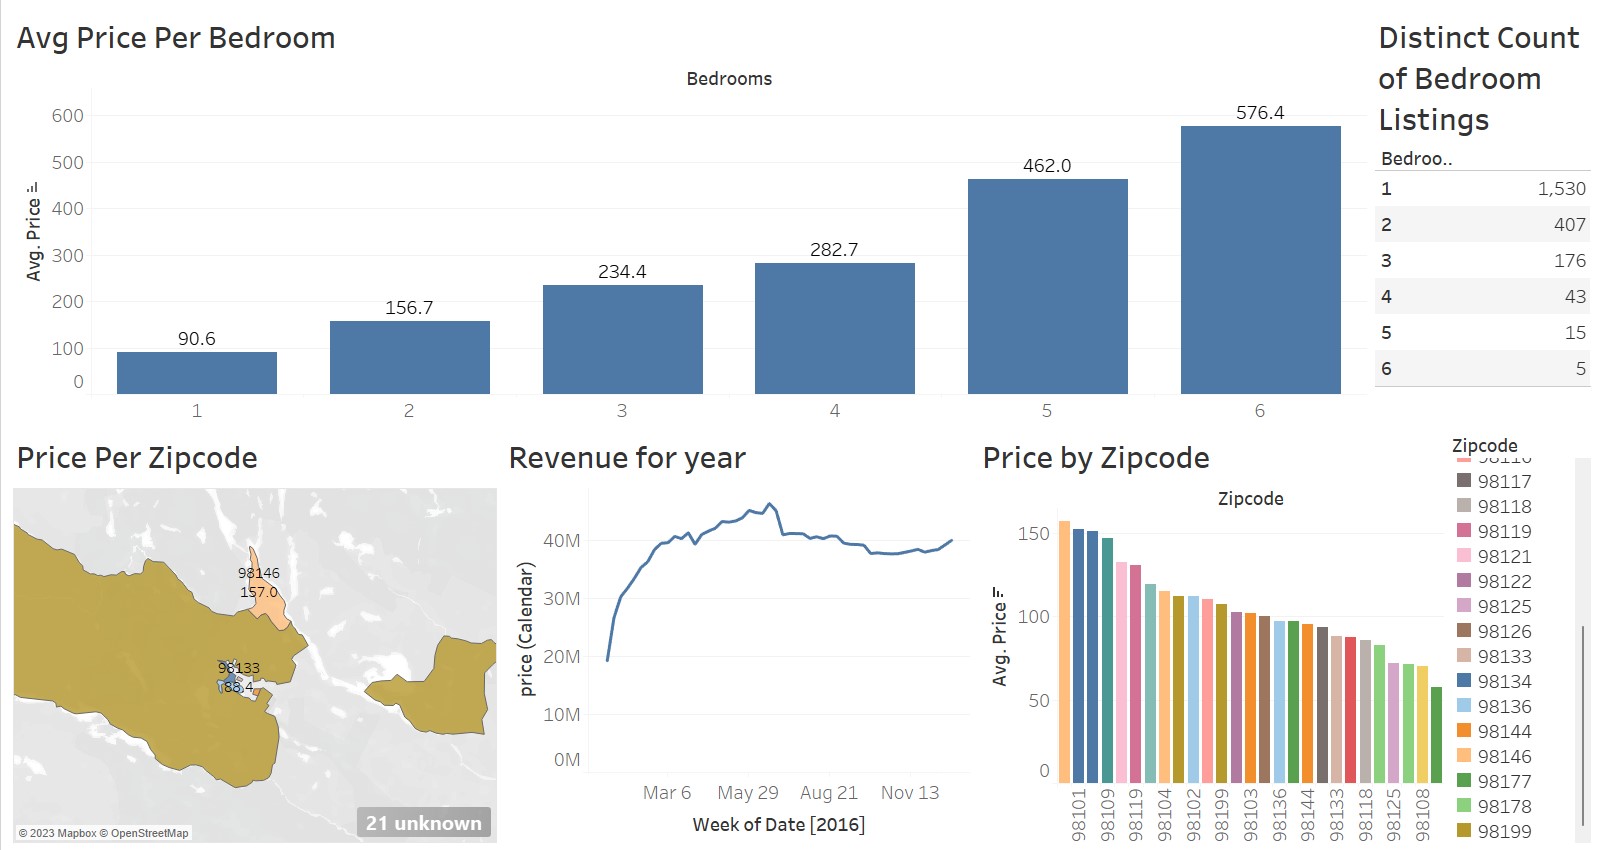 Avg Price Per Bedroom
Bedrooms
Avg. Price
600
500
400
300
200
100
0
90.6
156.7
234.4
282.7
462.0
576.4
1
2
3
4
5
6
Distinct Count
of Bedroom
Listings
Bedroo..
1 1,530
2 407
3 176
4 43
5 15
6 5
Price Per Zipcode
98146
157.0
98133
88.4
21 unknown
© 2023 Mapbox © OpenStreetMap
Revenue for year
price (Calendar)
40M
30M
20M
10M
0M
Mar 6 May 29 Aug 21 Nov 13
Week of Date [2016]
Price by Zipcode
Zipcode
Avg. Price
150
100
50
0
98101
98109
98119
98104
98102
98199
98103
98136
98144
98133
98118
98125
98108
Zipcode
98117
98118
98119
98121
98122
98125
98126
98133
98134
98136
98144
98146
98177
98178
98199